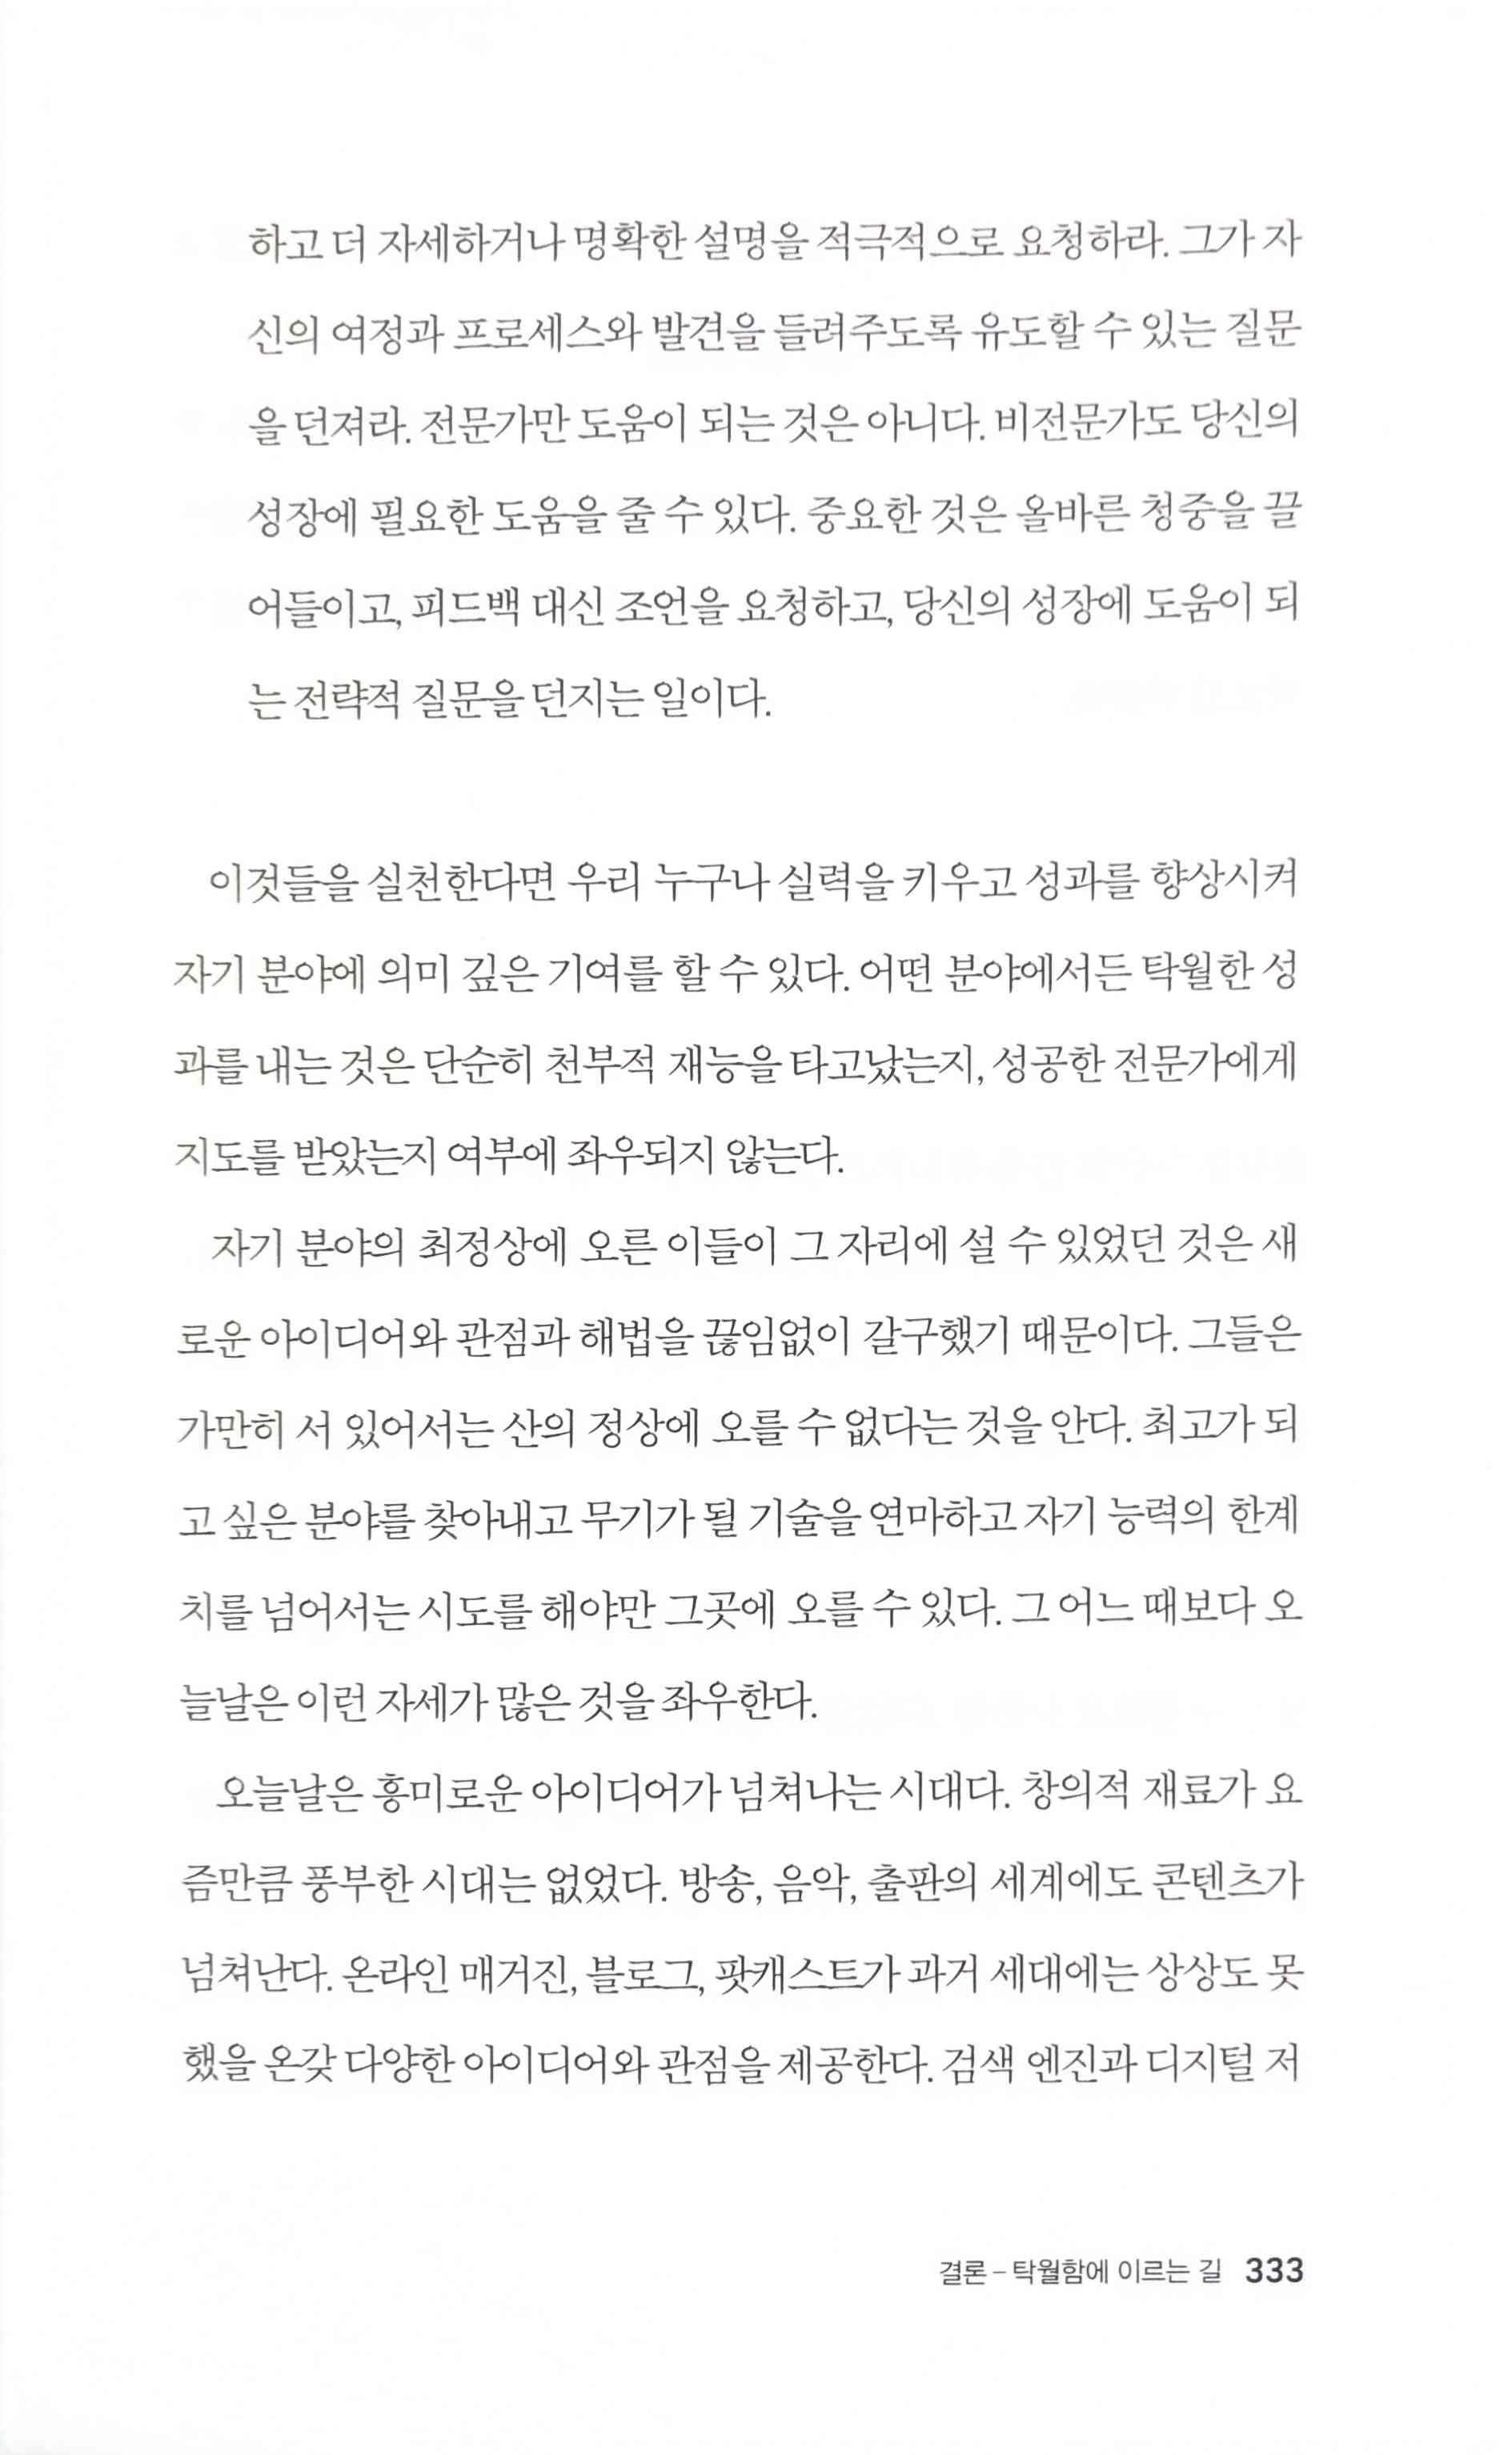 하고 더 자세하거나 명확한 설명을 적극적으로 요청하라. 그가 자
신의 여정과 프로세스와 발견을 들려주도록 유도할 수 있는 질문
을 던져라. 전문가만 도움이 되는 것은 아니다. 비전문가도 당신의
성장에 필요한 도움을 줄 수 있다. 중요한 것은 올바른 청중을 끌
어들이고, 피드백 대신 조언을 요청하고, 당신의 성장에 도움이 되
는 전략적 질문을 던지는 일이다.
이것들을 실천한다면 우리 누구나 실력을 키우고 성과를 향상시켜
자기 분야에 의미 깊은 기여를 할 수 있다. 어떤 분야에서든 탁월한 성
과를 내는 것은 단순히 천부적 재능을 타고났는지, 성공한 전문가에게
지도를 받았는지 여부에 좌우되지 않는다.
자기 분야의 최정상에 오른 이들이 그 자리에 설 수 있었던 것은 새
로운 아이디어와 관점과 해법을 끊임없이 갈구했기 때문이다. 그들은
가만히 서 있어서는 산의 정상에 오를 수 없다는 것을 안다. 최고가 되
고 싶은 분야를 찾아내고 무기가 될 기술을 연마하고 자기 능력의 한계
치를 넘어서는 시도를 해야만 그곳에 오를 수 있다. 그 어느 때보다 오
늘날은 이런 자세가 많은 것을 좌우한다.
오늘날은 흥미로운 아이디어가 넘쳐나는 시대다. 창의적 재료가 요
즘만큼 풍부한 시대는 없었다. 방송, 음악, 출판의 세계에도 콘텐츠가
넘쳐난다. 온라인 매거진, 블로그, 팟캐스트가 과거 세대에는 상상도 못
했을 온갖 다양한 아이디어와 관점을 제공한다. 검색 엔진과 디지털 저
결론 – 탁월함에 이르는 길 333